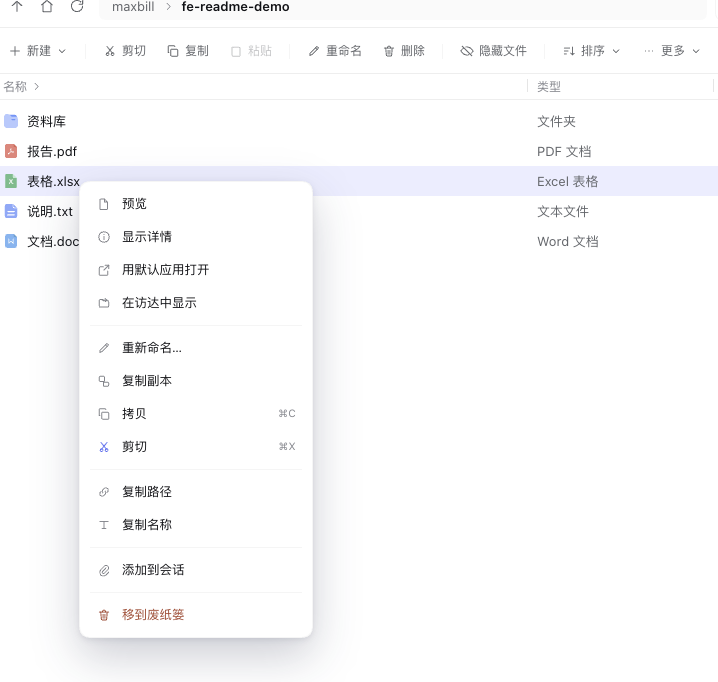 maxbill > fe-readme-demo
新建 剪切 复制 粘贴 重命名 删除 隐藏文件 排序 ··· 更多
名称 类型
资料库 文件夹
报告.pdf PDF 文档
表格.xlsx Excel 表格
说明.txt 文本文件
文档.doc Word 文档
预览
显示详情
用默认应用打开
在访达中显示
重新命名...
复制副本
拷贝 ⌘C
剪切 ⌘X
复制路径
复制名称
添加到会话
移到废纸篓